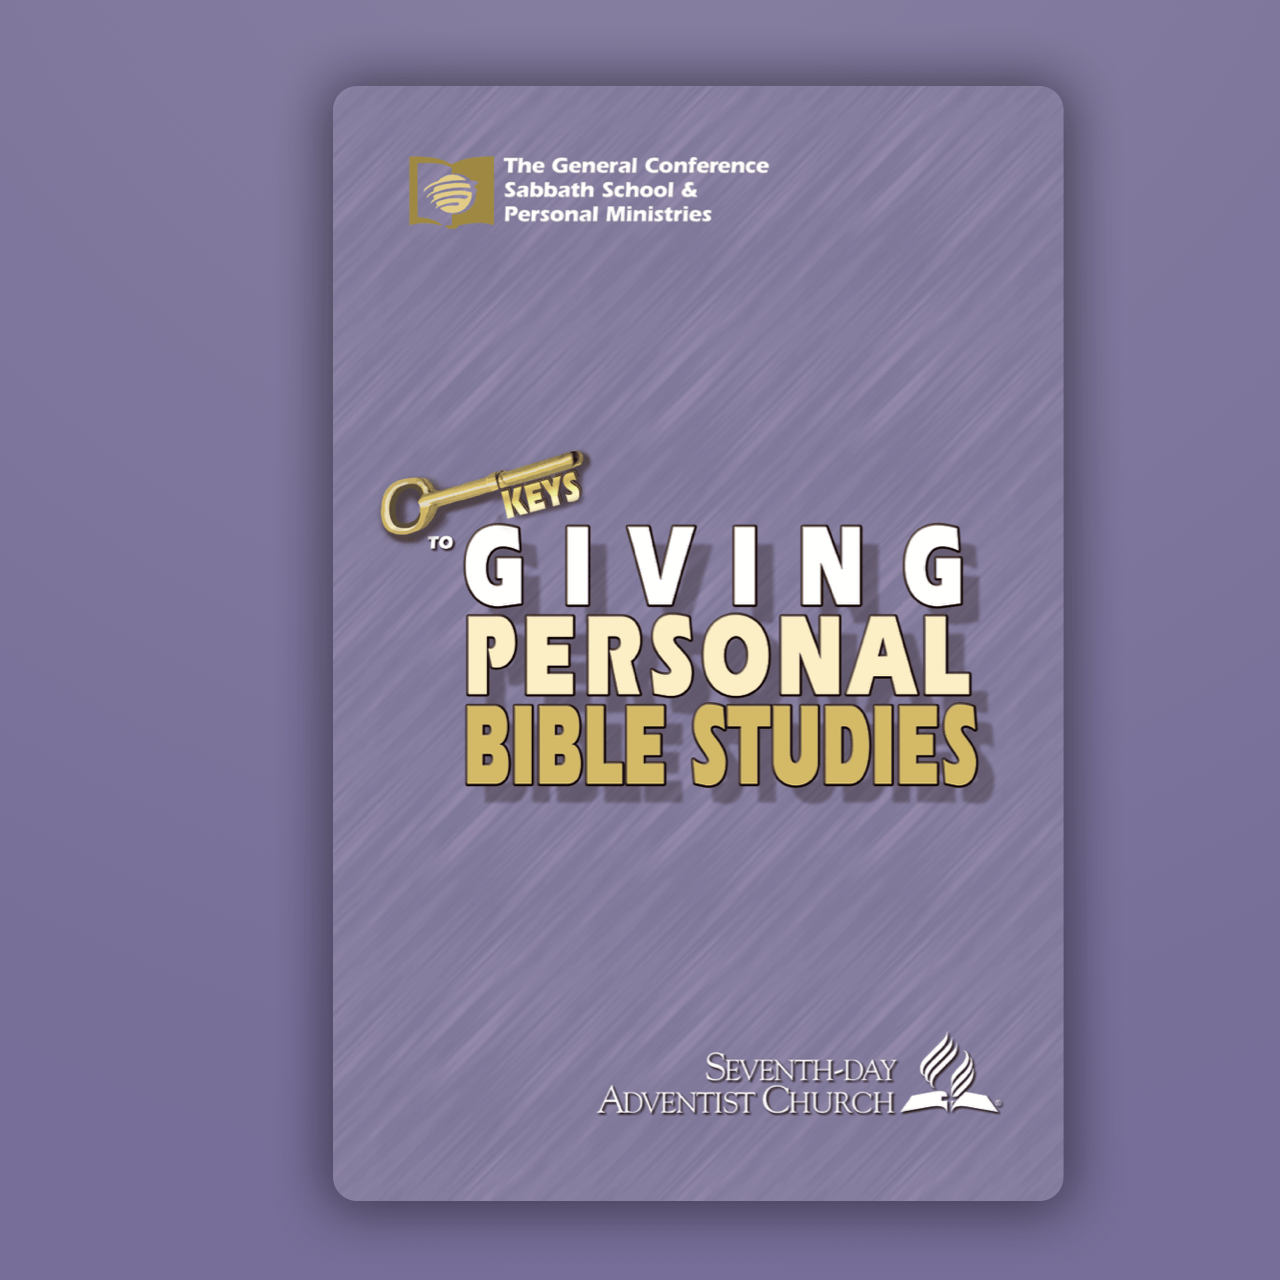 The General Conference
Sabbath School &
Personal Ministries
KEYS
TO
GIVING
PERSONAL
BIBLE STUDIES
SEVENTH-DAY
ADVENTIST CHURCH®